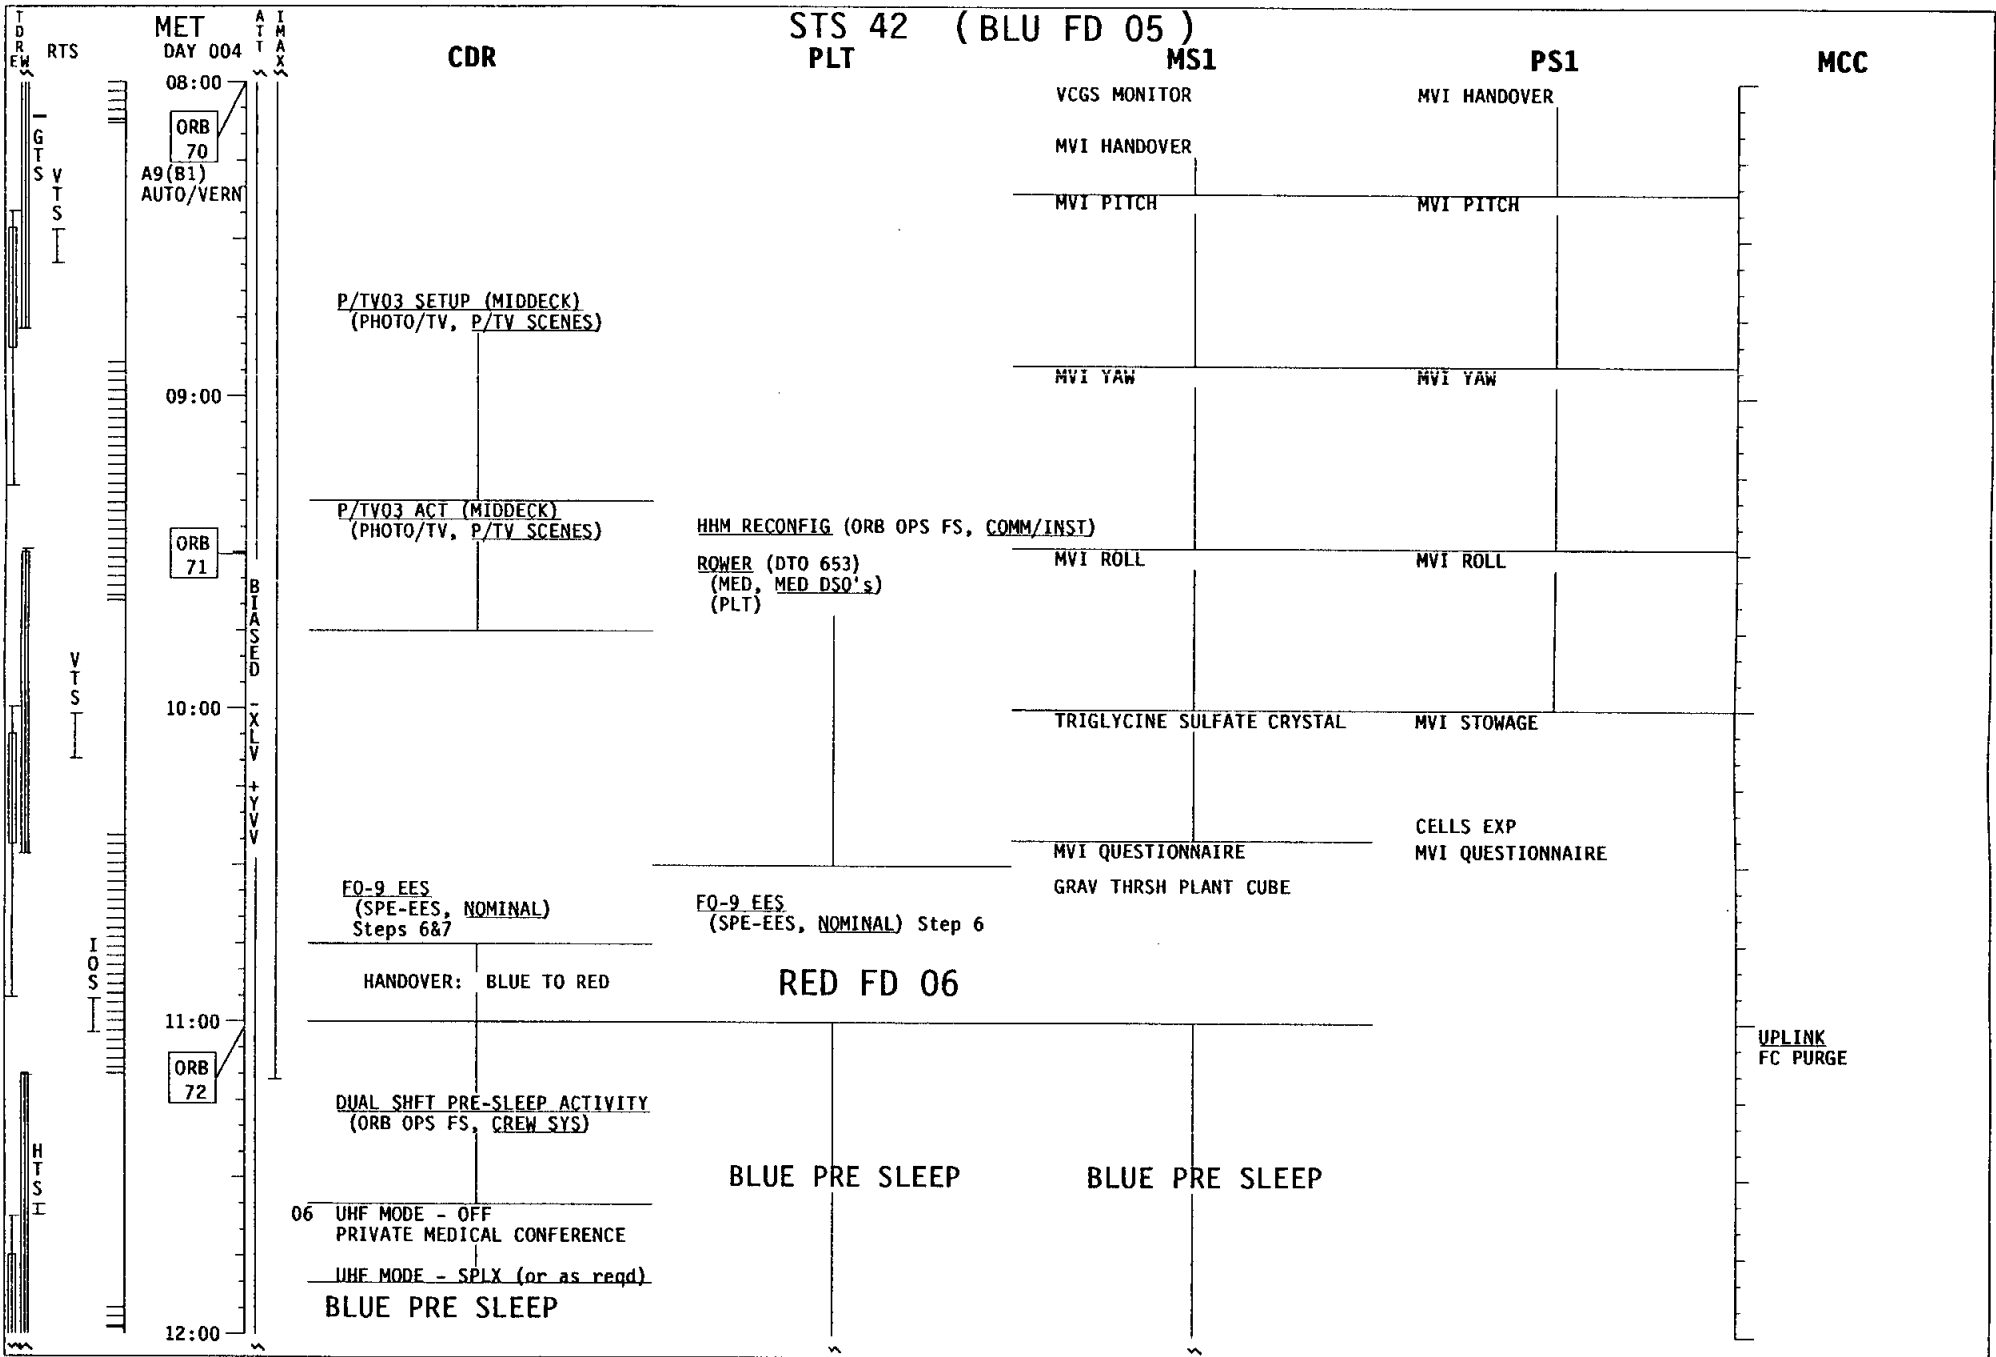 STS 42 (BLU FD 05)
TDRE W
RTS
MET
DAY 004
ATT
IMAX
CDR
PLT
MS1
PS1
MCC
08:00
ORB
70
GTS
VTS
A9(B1)
AUTO/VERN
VCGS MONITOR
MVI HANDOVER
MVI HANDOVER
MVI PITCH
MVI PITCH
P/TV03 SETUP (MIDDECK)
(PHOTO/TV, P/TV SCENES)
MVI YAW
MVI YAW
09:00
P/TV03 ACT (MIDDECK)
(PHOTO/TV, P/TV SCENES)
HHM RECONFIG (ORB OPS FS, COMM/INST)
ORB
71
ROWER (DTO 653)
(MED, MED DSO's)
(PLT)
MVI ROLL
MVI ROLL
BIASED -XLV +YVV
VTS
10:00
TRIGLYCINE SULFATE CRYSTAL
MVI STOWAGE
CELLS EXP
MVI QUESTIONNAIRE
MVI QUESTIONNAIRE
GRAV THRSH PLANT CUBE
FO-9 EES
(SPE-EES, NOMINAL)
Steps 6&7
FO-9 EES
(SPE-EES, NOMINAL) Step 6
IOS
HANDOVER: BLUE TO RED
RED FD 06
11:00
UPLINK
FC PURGE
ORB
72
DUAL SHFT PRE-SLEEP ACTIVITY
(ORB OPS FS, CREW SYS)
HTS
BLUE PRE SLEEP
BLUE PRE SLEEP
06 UHF MODE - OFF
PRIVATE MEDICAL CONFERENCE
UHF MODE - SPLX (or as reqd)
BLUE PRE SLEEP
12:00